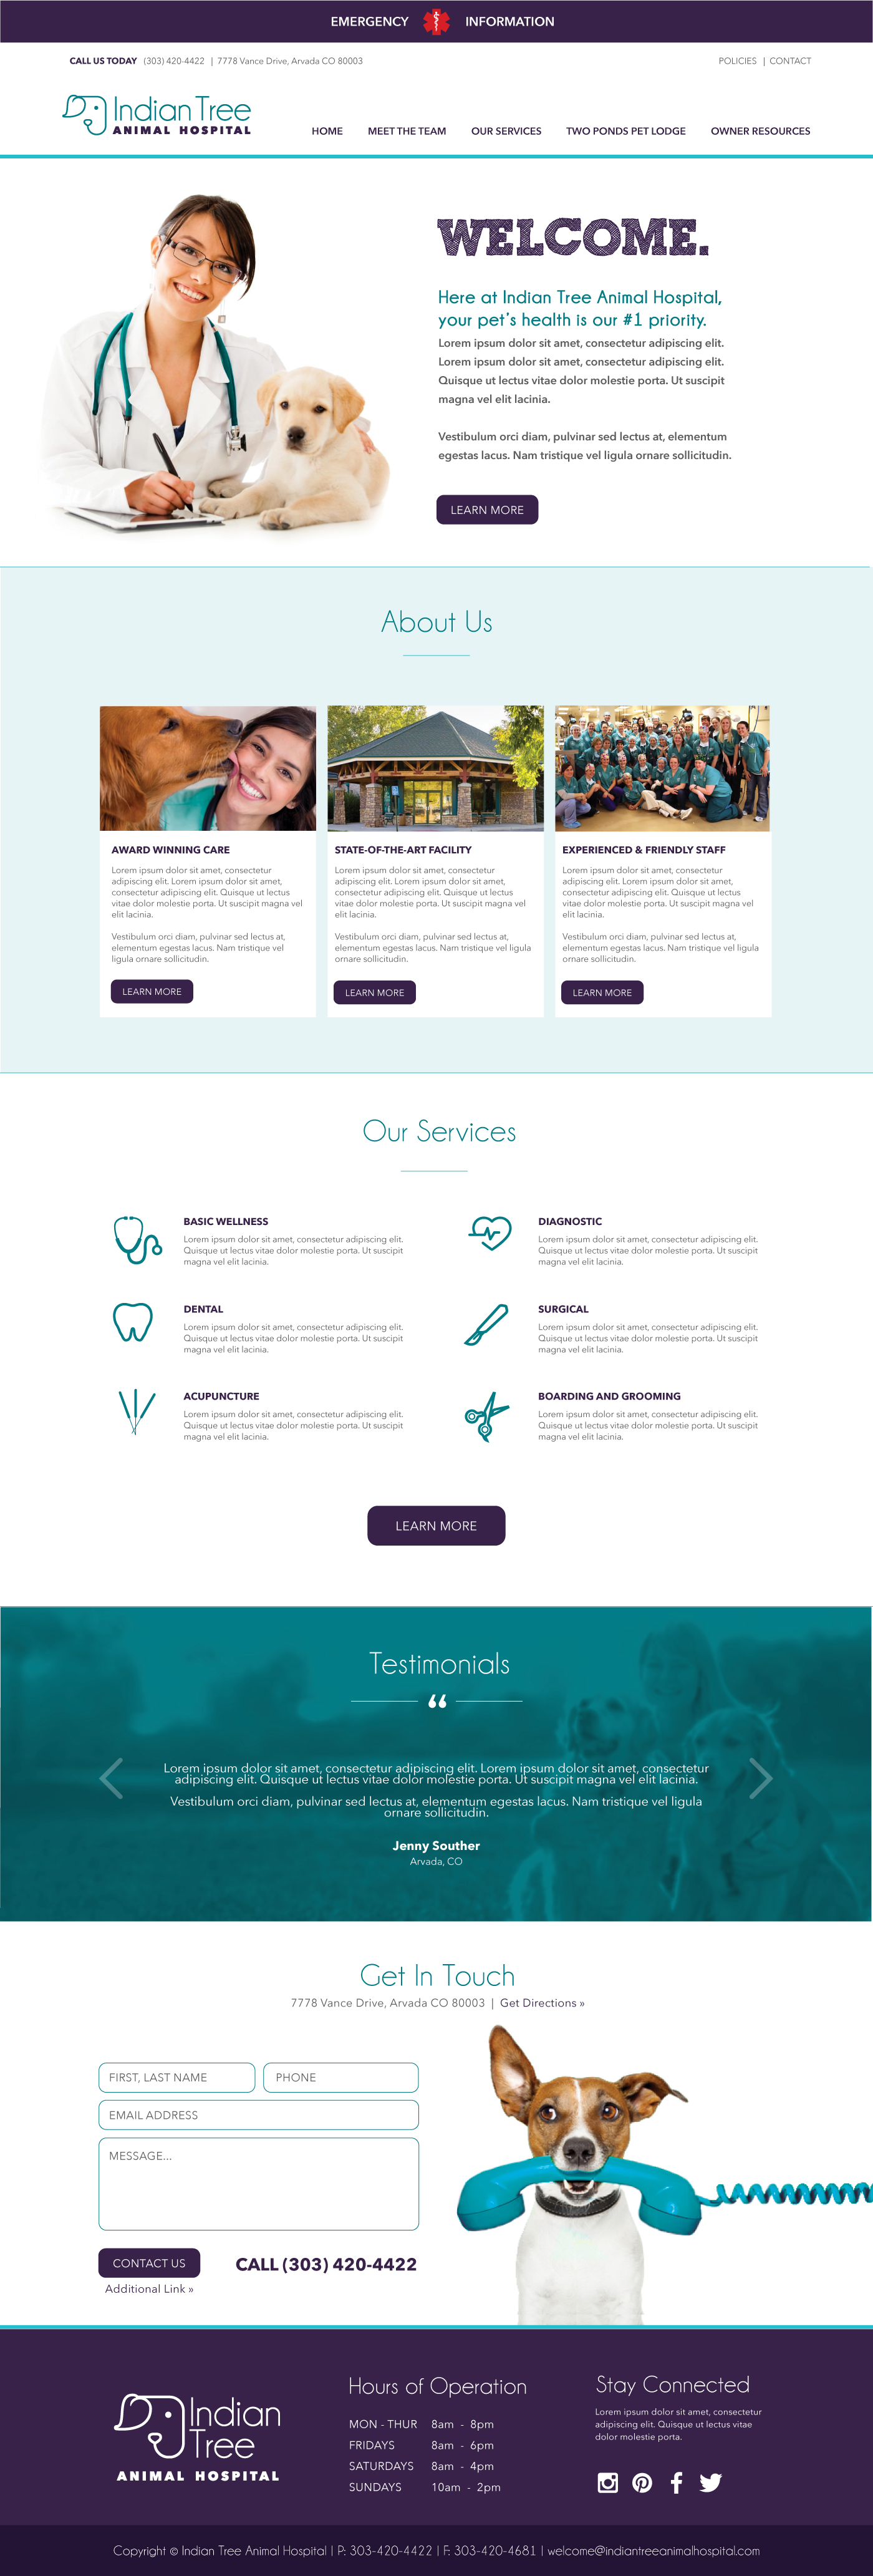 EMERGENCY INFORMATION
CALL US TODAY (303) 420-4422 | 7778 Vance Drive, Arvada CO 80003
POLICIES | CONTACT
Indian Tree
ANIMAL HOSPITAL
HOME MEET THE TEAM OUR SERVICES TWO PONDS PET LODGE OWNER RESOURCES
WELCOME.
Here at Indian Tree Animal Hospital,
your pet's health is our #1 priority.
Lorem ipsum dolor sit amet, consectetur adipiscing elit.
Lorem ipsum dolor sit amet, consectetur adipiscing elit.
Quisque ut lectus vitae dolor molestie porta. Ut suscipit
magna vel elit lacinia.
Vestibulum orci diam, pulvinar sed lectus at, elementum
egestas lacus. Nam tristique vel ligula ornare sollicitudin.
LEARN MORE
About Us
AWARD WINNING CARE
Lorem ipsum dolor sit amet, consectetur
adipiscing elit. Lorem ipsum dolor sit amet,
consectetur adipiscing elit. Quisque ut lectus
vitae dolor molestie porta. Ut suscipit magna vel
elit lacinia.
Vestibulum orci diam, pulvinar sed lectus at,
elementum egestas lacus. Nam tristique vel
ligula ornare sollicitudin.
LEARN MORE
STATE-OF-THE-ART FACILITY
Lorem ipsum dolor sit amet, consectetur
adipiscing elit. Lorem ipsum dolor sit amet,
consectetur adipiscing elit. Quisque ut lectus
vitae dolor molestie porta. Ut suscipit magna vel
elit lacinia.
Vestibulum orci diam, pulvinar sed lectus at,
elementum egestas lacus. Nam tristique vel ligula
ornare sollicitudin.
LEARN MORE
EXPERIENCED & FRIENDLY STAFF
Lorem ipsum dolor sit amet, consectetur
adipiscing elit. Lorem ipsum dolor sit amet,
consectetur adipiscing elit. Quisque ut lectus
vitae dolor molestie porta. Ut suscipit magna vel
elit lacinia.
Vestibulum orci diam, pulvinar sed lectus at,
elementum egestas lacus. Nam tristique vel ligula
ornare sollicitudin.
LEARN MORE
Our Services
BASIC WELLNESS
Lorem ipsum dolor sit amet, consectetur adipiscing elit.
Quisque ut lectus vitae dolor molestie porta. Ut suscipit
magna vel elit lacinia.
DIAGNOSTIC
Lorem ipsum dolor sit amet, consectetur adipiscing elit.
Quisque ut lectus vitae dolor molestie porta. Ut suscipit
magna vel elit lacinia.
DENTAL
Lorem ipsum dolor sit amet, consectetur adipiscing elit.
Quisque ut lectus vitae dolor molestie porta. Ut suscipit
magna vel elit lacinia.
SURGICAL
Lorem ipsum dolor sit amet, consectetur adipiscing elit.
Quisque ut lectus vitae dolor molestie porta. Ut suscipit
magna vel elit lacinia.
ACUPUNCTURE
Lorem ipsum dolor sit amet, consectetur adipiscing elit.
Quisque ut lectus vitae dolor molestie porta. Ut suscipit
magna vel elit lacinia.
BOARDING AND GROOMING
Lorem ipsum dolor sit amet, consectetur adipiscing elit.
Quisque ut lectus vitae dolor molestie porta. Ut suscipit
magna vel elit lacinia.
LEARN MORE
Testimonials
“
Lorem ipsum dolor sit amet, consectetur adipiscing elit. Lorem ipsum dolor sit amet, consectetur
adipiscing elit. Quisque ut lectus vitae dolor molestie porta. Ut suscipit magna vel elit lacinia.
Vestibulum orci diam, pulvinar sed lectus at, elementum egestas lacus. Nam tristique vel ligula
ornare sollicitudin.
Jenny Souther
Arvada, CO
Get In Touch
7778 Vance Drive, Arvada CO 80003 | Get Directions »
FIRST, LAST NAME
PHONE
EMAIL ADDRESS
MESSAGE...
CONTACT US
CALL (303) 420-4422
Additional Link »
Indian
Tree
ANIMAL HOSPITAL
Hours of Operation
MON - THUR 8am - 8pm
FRIDAYS 8am - 6pm
SATURDAYS 8am - 4pm
SUNDAYS 10am - 2pm
Stay Connected
Lorem ipsum dolor sit amet, consectetur
adipiscing elit. Quisque ut lectus vitae
dolor molestie porta.
Copyright © Indian Tree Animal Hospital | P: 303-420-4422 | F: 303-420-4681 | welcome@indiantreeanimalhospital.com